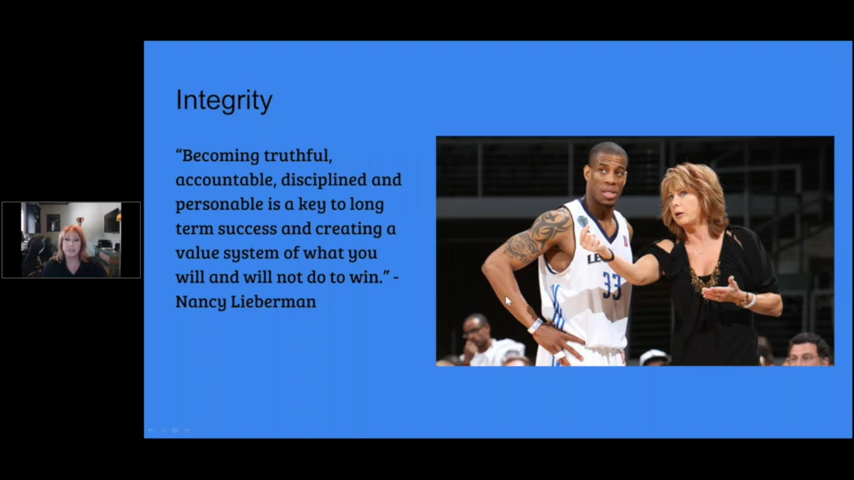 Integrity
“Becoming truthful,
accountable, disciplined and
personable is a key to long
term success and creating a
value system of what you
will and will not do to win.” -
Nancy Lieberman
LE
33